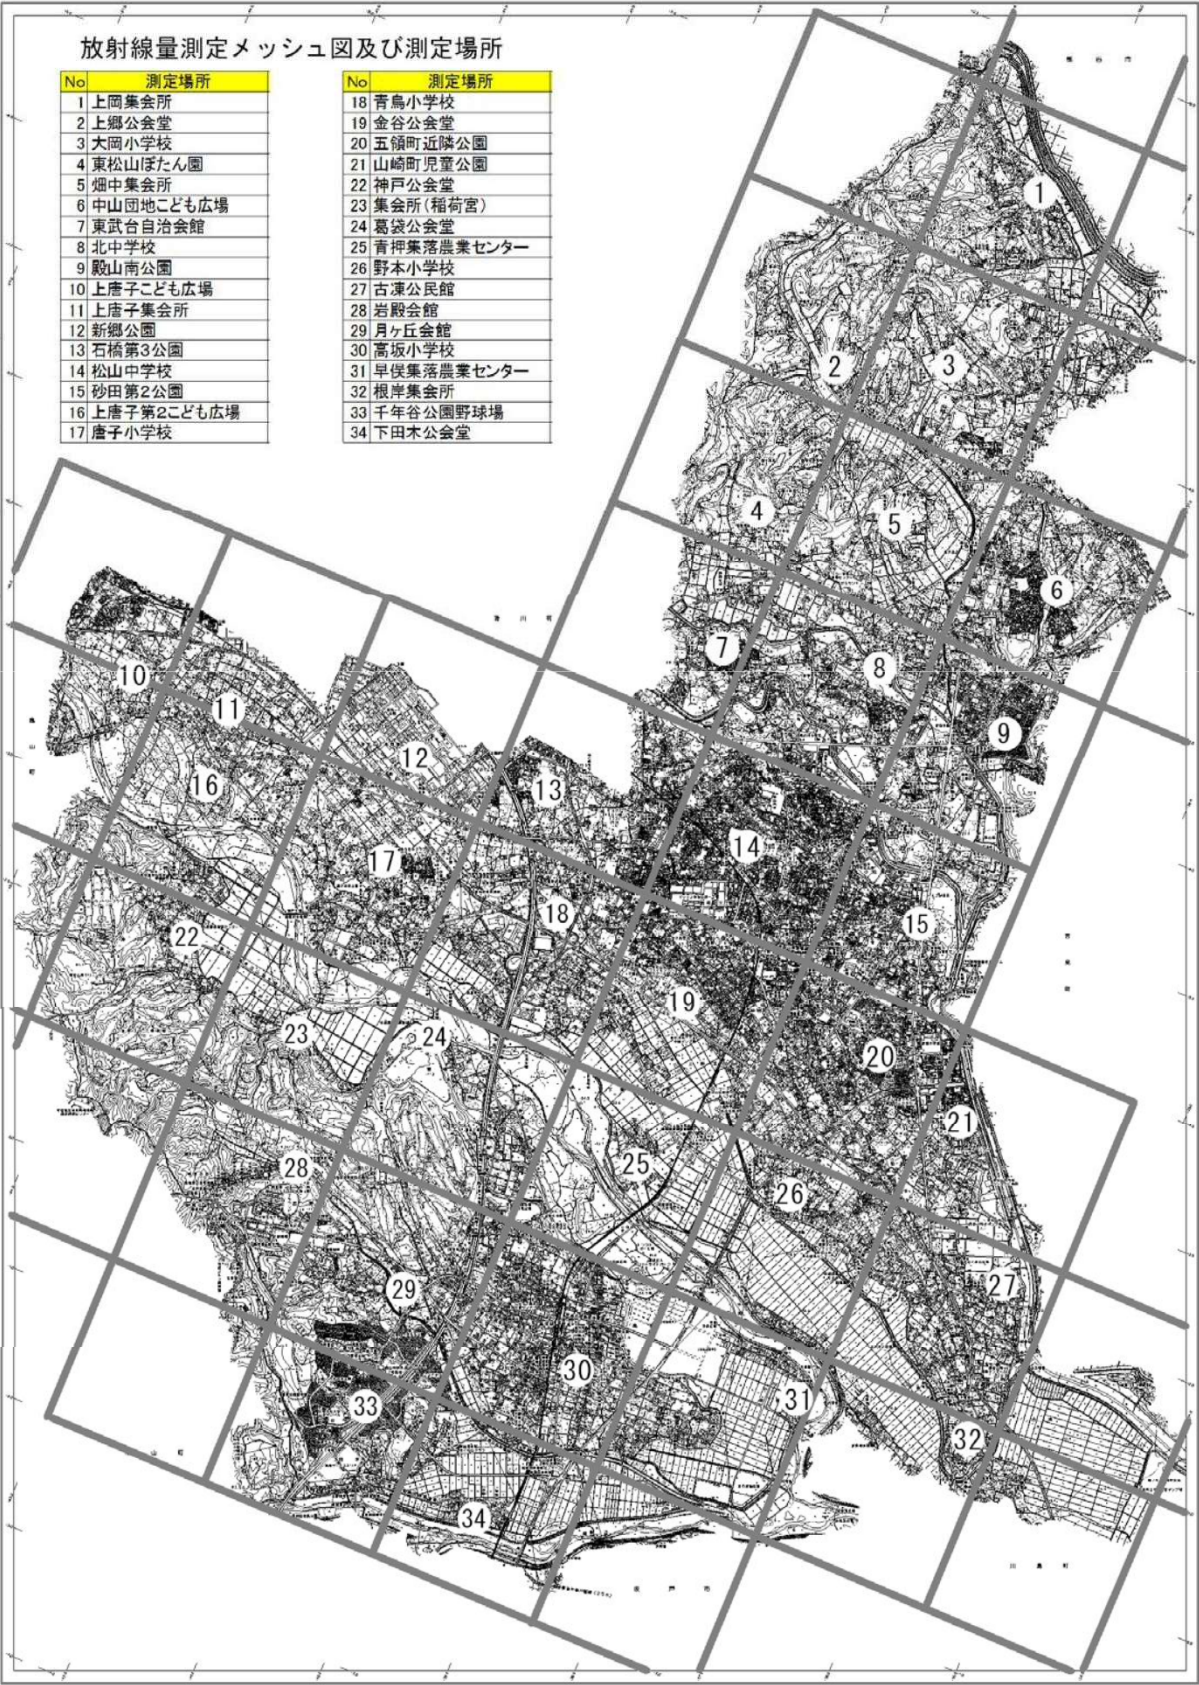 放射線量測定メッシュ図及び測定場所
No 測定場所
1 上岡集会所
2 上郷公会堂
3 大岡小学校
4 東松山ぼたん園
5 畑中集会所
6 中山団地こども広場
7 東武台自治会館
8 北中学校
9 殿山南公園
10 上唐子こども広場
11 上唐子集会所
12 新郷公園
13 石橋第3公園
14 松山中学校
15 砂田第2公園
16 上唐子第2こども広場
17 唐子小学校
No 測定場所
18 青鳥小学校
19 金谷公会堂
20 五領町近隣公園
21 山崎町児童公園
22 神戸公会堂
23 集会所(稲荷宮)
24 葛袋公会堂
25 青押集落農業センター
26 野本小学校
27 古凍公民館
28 岩殿会館
29 月ヶ丘会館
30 高坂小学校
31 早俣集落農業センター
32 根岸集会所
33 千年谷公園野球場
34 下田木公会堂
1
2
3
4
5
6
7
8
9
10
11
12
13
14
15
16
17
18
19
20
21
22
23
24
25
26
27
28
29
30
31
32
33
34
滑川町
川島町
坂戸市